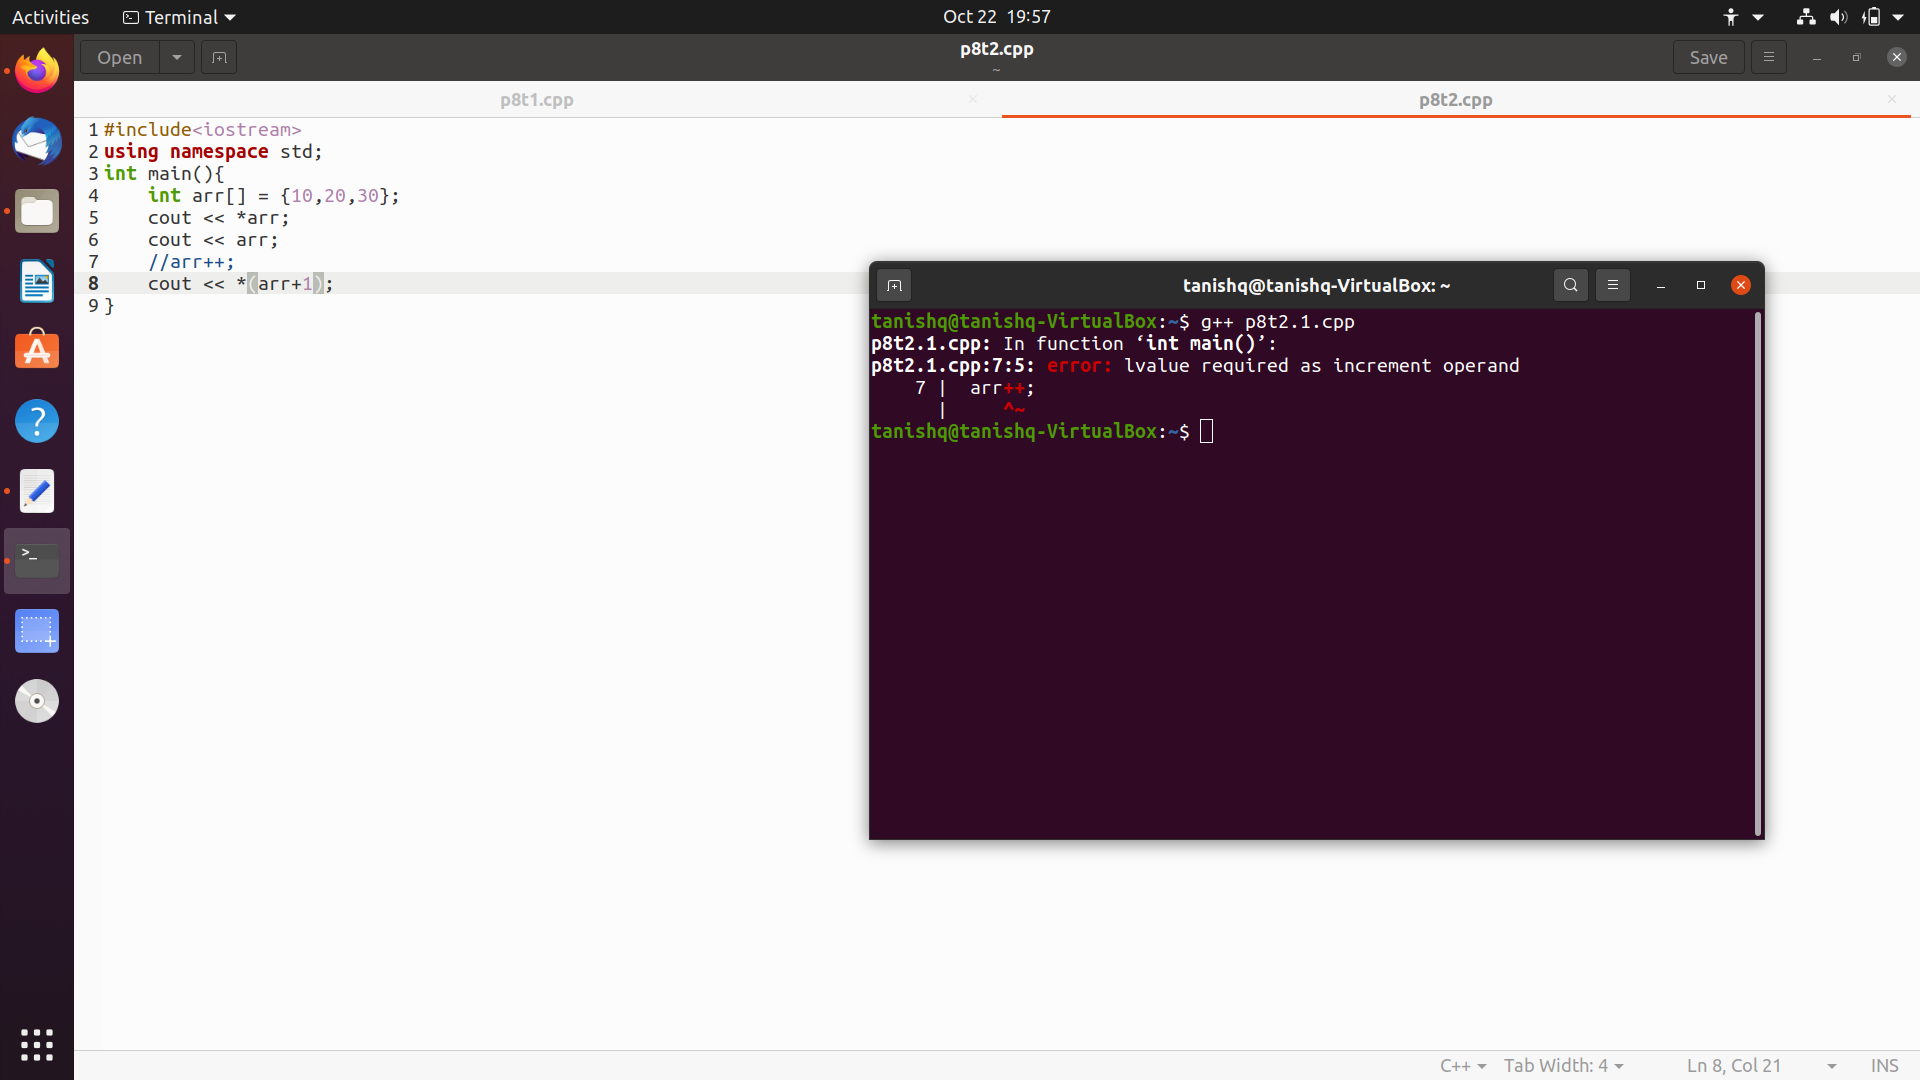 Activities
Terminal
Oct 22 19:57
Open
p8t2.cpp
~
Save
p8t1.cpp
p8t2.cpp
1 #include<iostream>
2 using namespace std;
3 int main(){
4     int arr[] = {10,20,30};
5     cout << *arr;
6     cout << arr;
7     //arr++;
8     cout << *(arr+1);
9 }
tanishq@tanishq-VirtualBox: ~
tanishq@tanishq-VirtualBox:~$ g++ p8t2.1.cpp
p8t2.1.cpp: In function ‘int main()’:
p8t2.1.cpp:7:5: error: lvalue required as increment operand
    7 |  arr++;
      |     ^~
tanishq@tanishq-VirtualBox:~$
C++
Tab Width: 4
Ln 8, Col 21
INS